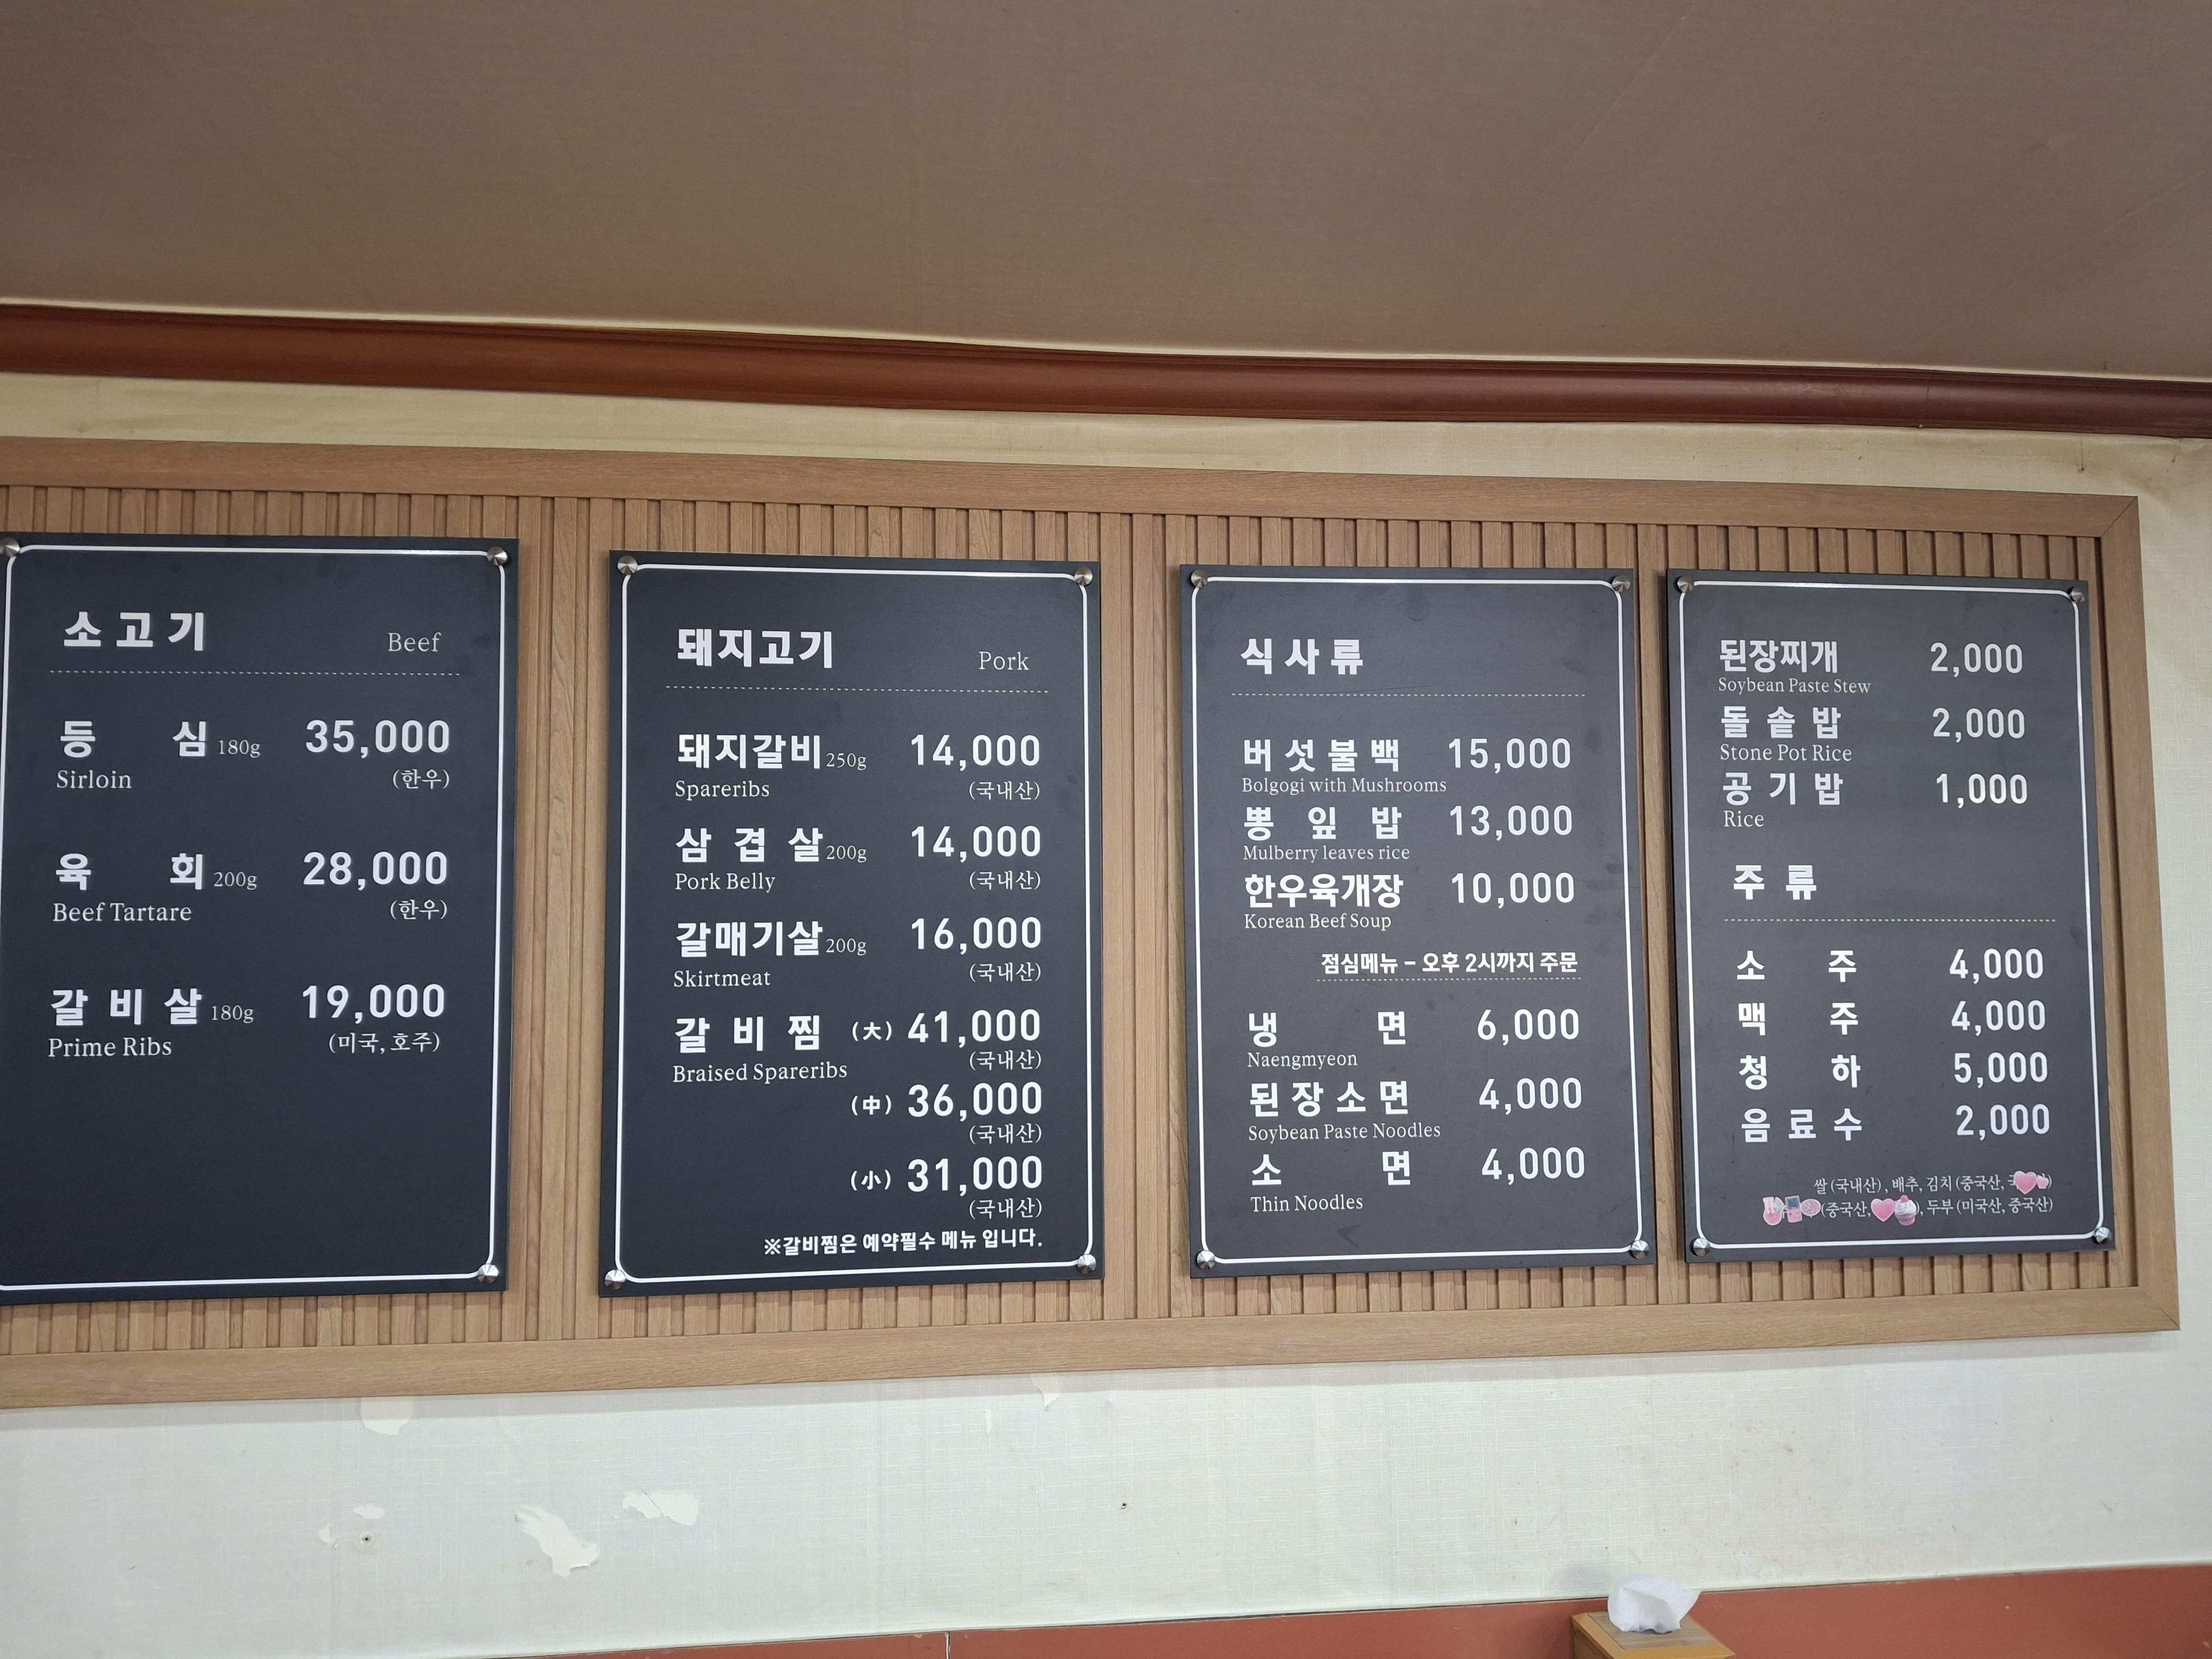 소고기 Beef
등심 180g 35,000
Sirloin (한우)
육회 200g 28,000
Beef Tartare (한우)
갈비살 180g 19,000
Prime Ribs (미국, 호주)
돼지고기 Pork
돼지갈비 250g 14,000
Spareribs (국내산)
삼겹살 200g 14,000
Pork Belly (국내산)
갈매기살 200g 16,000
Skirtmeat (국내산)
갈비찜 (大) 41,000
Braised Spareribs (국내산)
(中) 36,000
(국내산)
(小) 31,000
(국내산)
※갈비찜은 예약필수 메뉴 입니다.
식사류
버섯불백 15,000
Bolgogi with Mushrooms
뽕잎밥 13,000
Mulberry leaves rice
한우육개장 10,000
Korean Beef Soup
점심메뉴 - 오후 2시까지 주문
냉면 6,000
Naengmyeon
된장소면 4,000
Soybean Paste Noodles
소면 4,000
Thin Noodles
된장찌개 2,000
Soybean Paste Stew
돌솥밥 2,000
Stone Pot Rice
공기밥 1,000
Rice
주류
소주 4,000
맥주 4,000
청하 5,000
음료수 2,000
쌀 (국내산), 배추, 김치 (중국산,
(중국산, ), 두부 (미국산, 중국산)